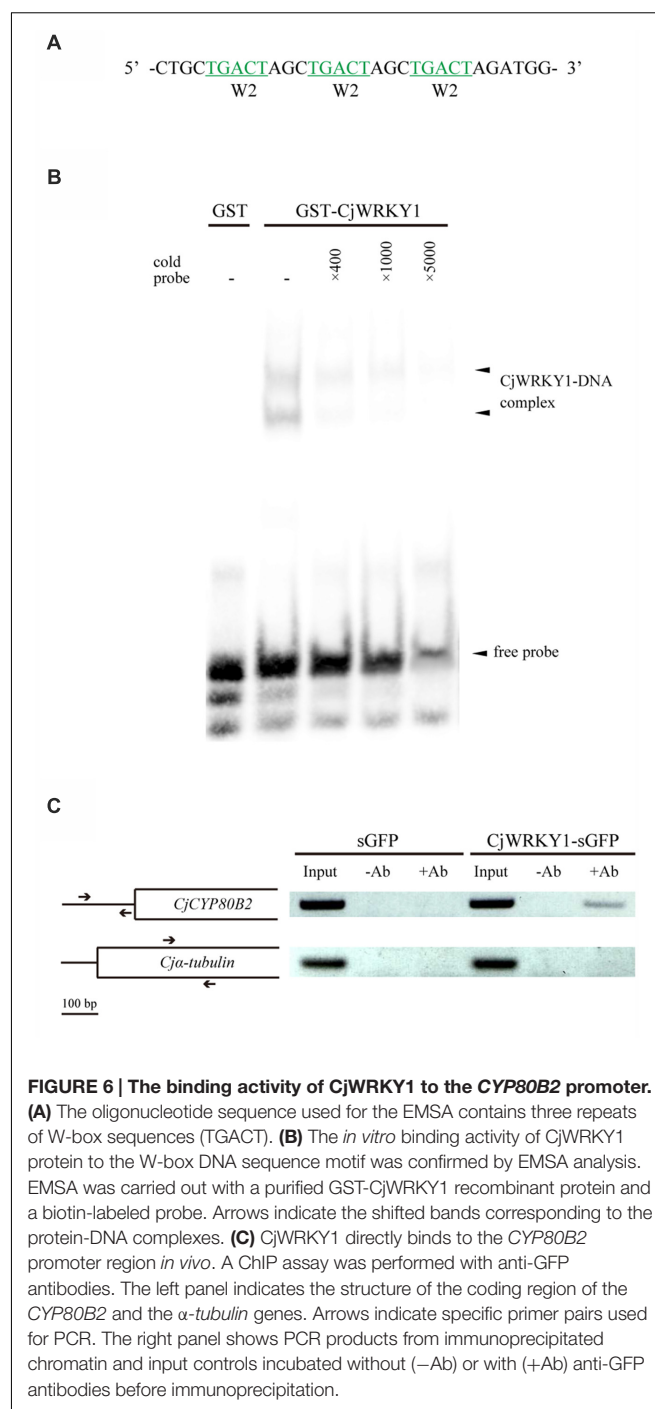 A
5' -CTGCTGACTAGCTGACTAGCTGACTAGATGG- 3'
W2 W2 W2
B
GST GST-CjWRKY1
cold probe - - ×400 ×1000 ×5000
CjWRKY1-DNA
complex
free probe
C
sGFP CjWRKY1-sGFP
Input -Ab +Ab Input -Ab +Ab
CjCYP80B2
Cjα-tubulin
100 bp
FIGURE 6 | The binding activity of CjWRKY1 to the CYP80B2 promoter.
(A) The oligonucleotide sequence used for the EMSA contains three repeats
of W-box sequences (TGACT). (B) The in vitro binding activity of CjWRKY1
protein to the W-box DNA sequence motif was confirmed by EMSA analysis.
EMSA was carried out with a purified GST-CjWRKY1 recombinant protein and
a biotin-labeled probe. Arrows indicate the shifted bands corresponding to the
protein-DNA complexes. (C) CjWRKY1 directly binds to the CYP80B2
promoter region in vivo. A ChIP assay was performed with anti-GFP
antibodies. The left panel indicates the structure of the coding region of the
CYP80B2 and the α-tubulin genes. Arrows indicate specific primer pairs used
for PCR. The right panel shows PCR products from immunoprecipitated
chromatin and input controls incubated without (−Ab) or with (+Ab) anti-GFP
antibodies before immunoprecipitation.